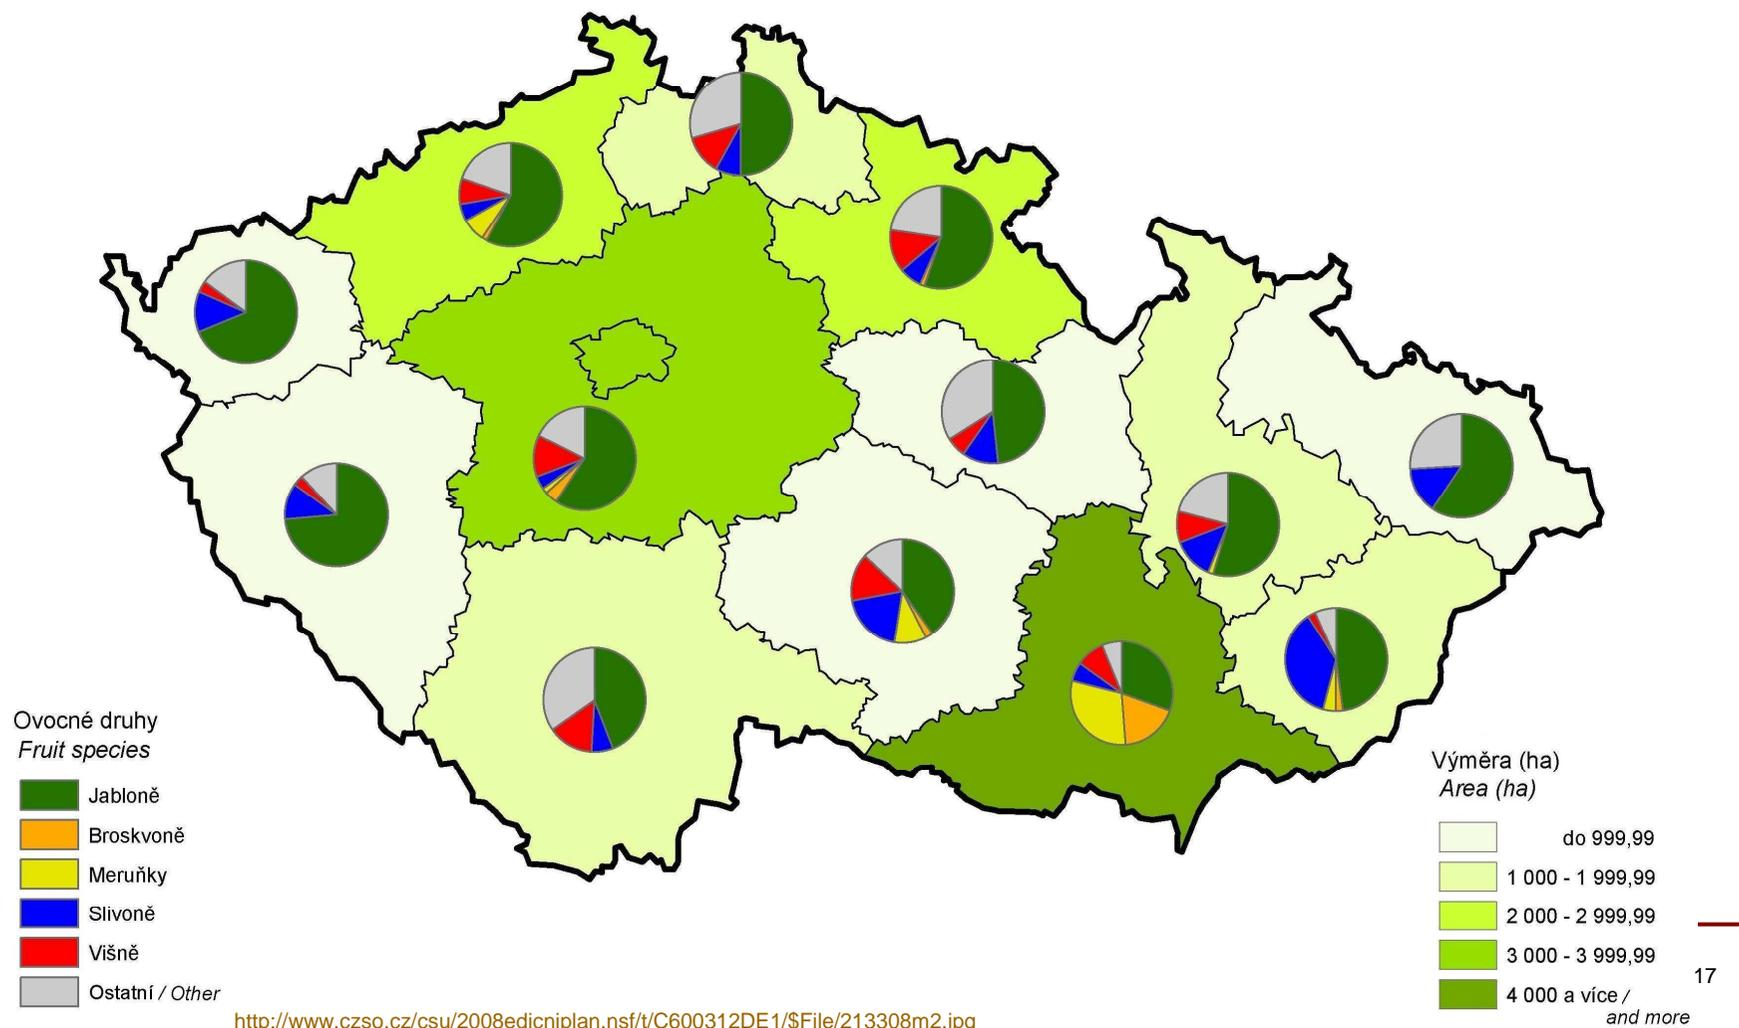 Ovocné druhy
Fruit species
Jabloně
Broskvoně
Meruňky
Slivoně
Višně
Ostatní / Other
Výměra (ha)
Area (ha)
do 999,99
1 000 - 1 999,99
2 000 - 2 999,99
3 000 - 3 999,99
4 000 a více /
and more
17
http://www.czso.cz/csu/2008edicniplan.nsf/t/C600312DE1/$File/213308m2.jpg